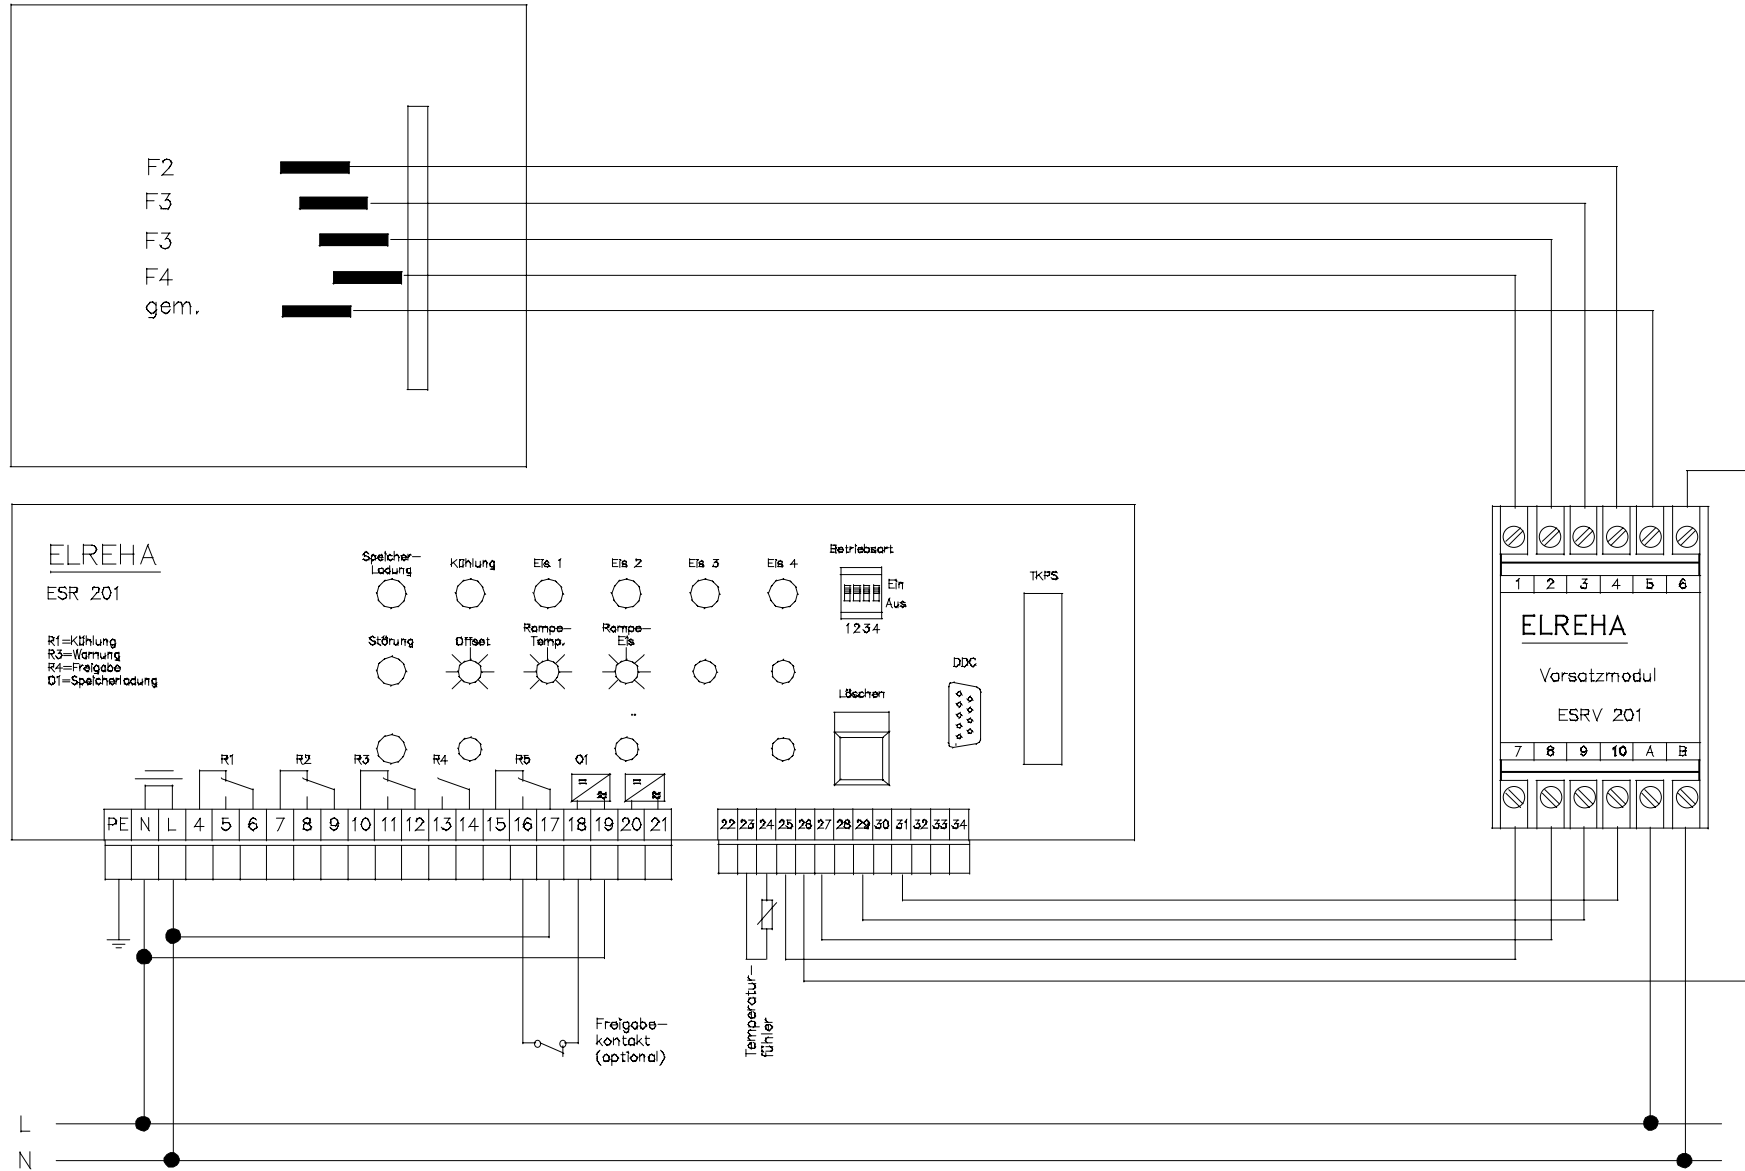 F2
F3
F3
F4
gem.
ELREHA
ESR 201
R1=Kühlung
R3=Warnung
R4=Freigabe
O1=Speicherladung
Speicher-
Ladung
Kühlung
Eis 1
Eis 2
Eis 3
Eis 4
Betriebsart
Ein
Aus
1234
TKPS
Störung
Offset
Rampe-
Temp.
Rampe-
Eis
DDC
Löschen
R1
R2
R3
R4
R5
O1
PE N L 4 5 6 7 8 9 10 11 12 13 14 15 16 17 18 19 20 21
22 23 24 25 26 27 28 29 30 31 32 33 34
1 2 3 4 5 6
ELREHA
Vorsatzmodul
ESRV 201
7 8 9 10 A B
Freigabe-
kontakt
(optional)
Temperatur-
fühler
L
N